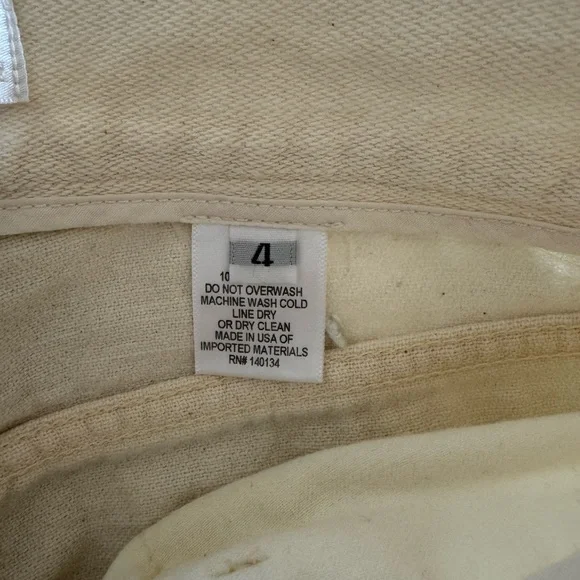 4
10
DO NOT OVERWASH
MACHINE WASH COLD
LINE DRY
OR DRY CLEAN
MADE IN USA OF
IMPORTED MATERIALS
RN# 140134